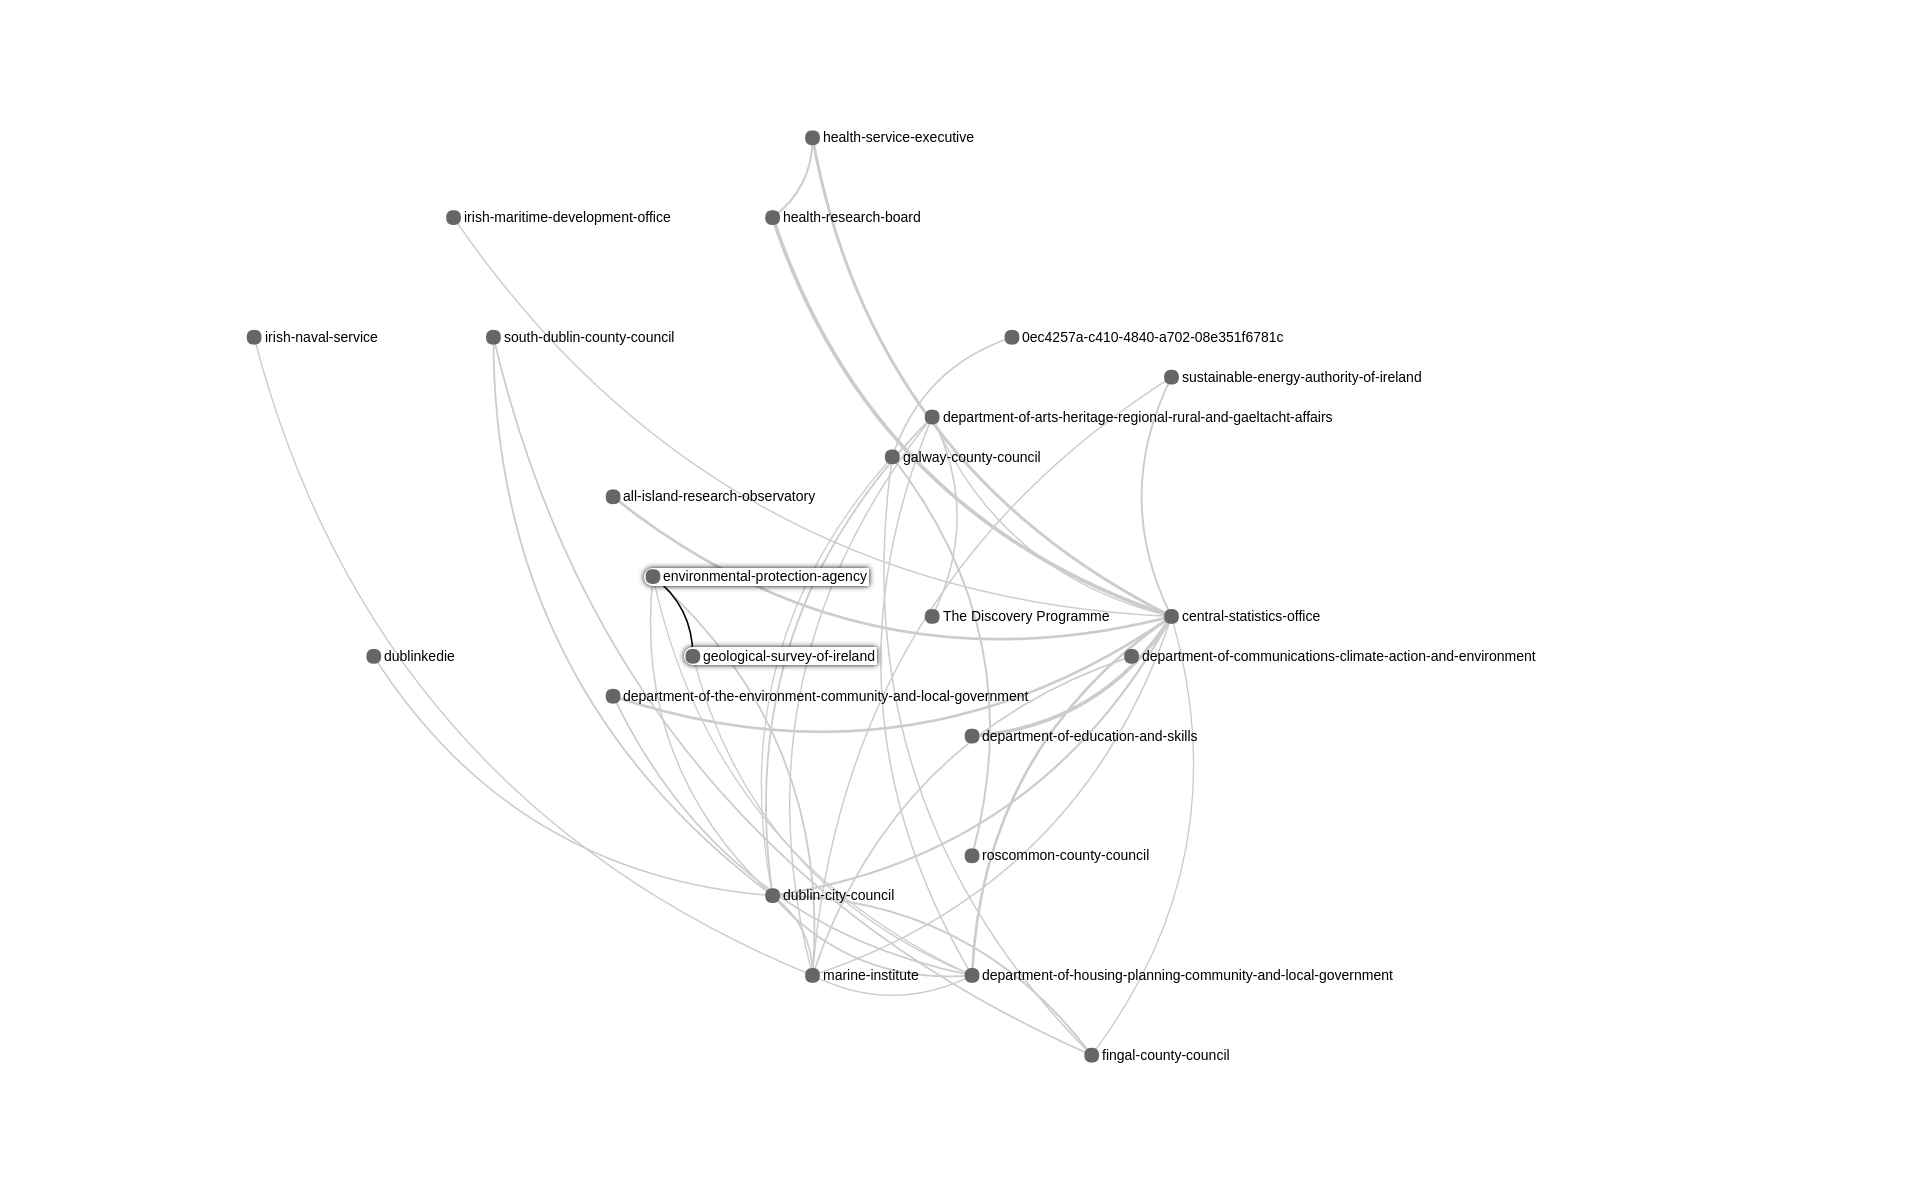 health-service-executive
irish-maritime-development-office
health-research-board
irish-naval-service
south-dublin-county-council
0ec4257a-c410-4840-a702-08e351f6781c
sustainable-energy-authority-of-ireland
department-of-arts-heritage-regional-rural-and-gaeltacht-affairs
galway-county-council
all-island-research-observatory
environmental-protection-agency
The Discovery Programme
central-statistics-office
dublinkedie
geological-survey-of-ireland
department-of-communications-climate-action-and-environment
department-of-the-environment-community-and-local-government
department-of-education-and-skills
roscommon-county-council
dublin-city-council
marine-institute
department-of-housing-planning-community-and-local-government
fingal-county-council